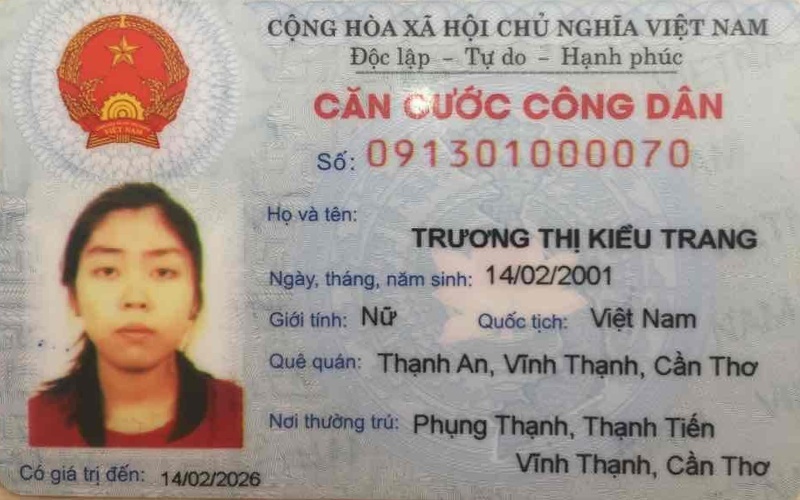 CỘNG HÒA XÃ HỘI CHỦ NGHĨA VIỆT NAM
Độc lập - Tự do - Hạnh phúc
CĂN CƯỚC CÔNG DÂN
Số: 091301000070
Họ và tên:
TRƯƠNG THỊ KIỀU TRANG
Ngày, tháng, năm sinh: 14/02/2001
Giới tính: Nữ Quốc tịch: Việt Nam
Quê quán: Thạnh An, Vĩnh Thạnh, Cần Thơ
Nơi thường trú: Phụng Thạnh, Thạnh Tiến
Vĩnh Thạnh, Cần Thơ
Có giá trị đến: 14/02/2026
VIỆT NAM